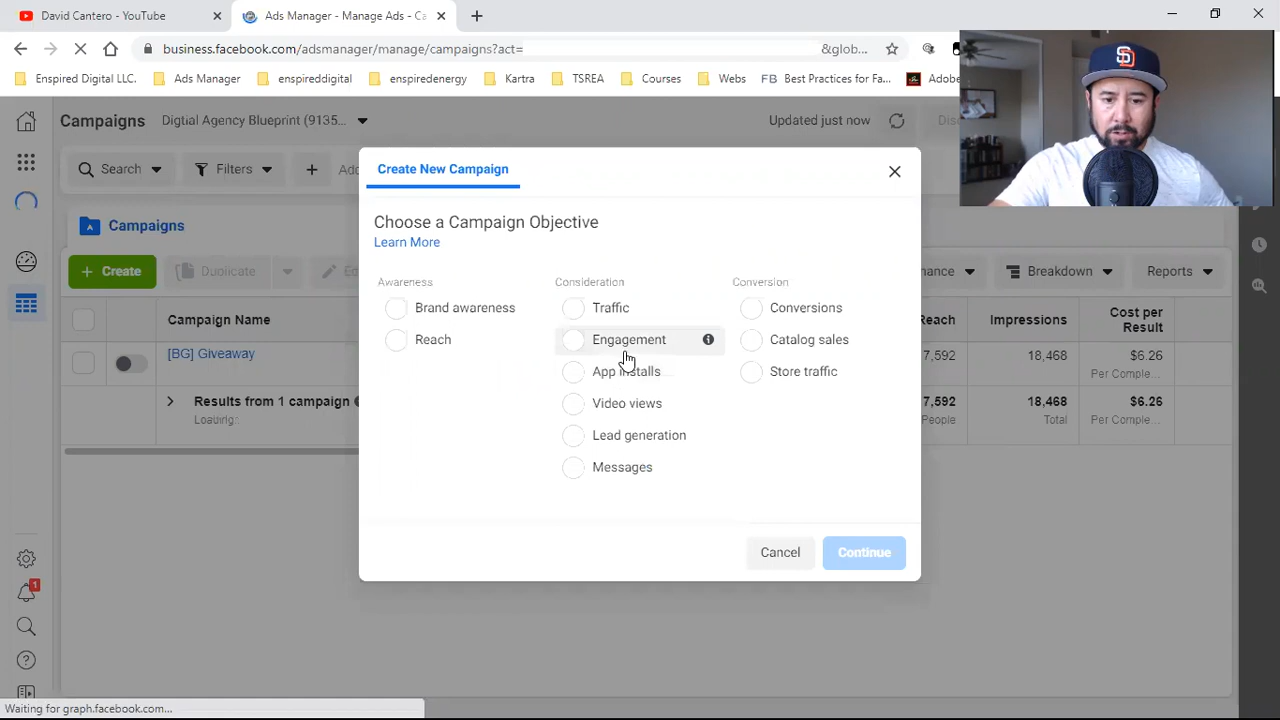 David Cantero - YouTube
Ads Manager - Manage Ads - Ca
business.facebook.com/adsmanager/manage/campaigns?act=
&glob...
Enspired Digital LLC.
Ads Manager
enspireddigital
enspiredenergy
Kartra
TSREA
Courses
Webs
FB Best Practices for Fa...
Adobe
SD
Campaigns
Digtial Agency Blueprint (9135...
Updated just now
Search
Filters
Create New Campaign
Choose a Campaign Objective
Learn More
Campaigns
Awareness
Consideration
Conversion
Create
Duplicate
Breakdown
Reports
Brand awareness
Traffic
Conversions
Reach
Engagement
Catalog sales
App installs
Store traffic
Video views
Lead generation
Messages
Campaign Name
Reach
Impressions
Cost per
Result
[BG] Giveaway
7,592
18,468
$6.26
Per Comple...
Results from 1 campaign
Loading:
7,592
People
18,468
Total
$6.26
Per Comple...
Cancel
Continue
1
Waiting for graph.facebook.com...